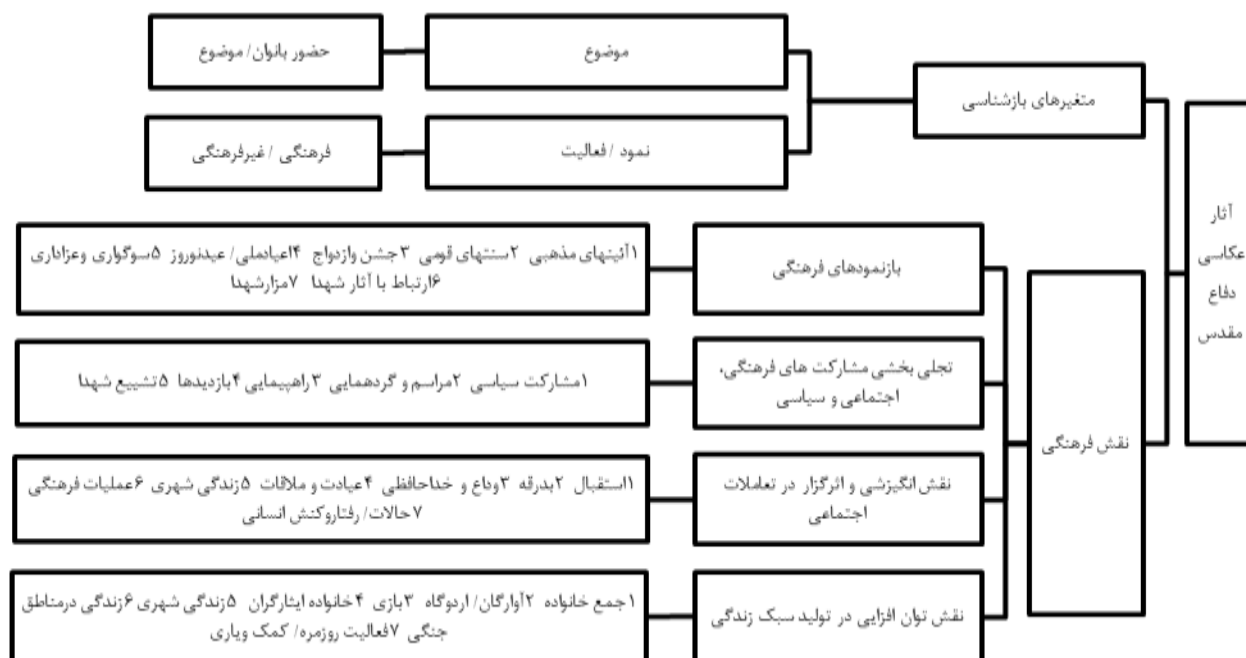 آثار
عکاسی
دفاع
مقدس
متغیرهای بازشناسی
موضوع
حضور بانوان/ موضوع
نمود / فعالیت
فرهنگی / غیرفرهنگی
نقش فرهنگی
بازنمودهای فرهنگی
۱آئینهای مذهبی ۲سنتهای قومی ۳جشن وازدواج ۴اعیادملی/ عیدنوروز ۵سوگواری وعزاداری
۶ارتباط با آثار شهدا ۷مزارشهدا
تجلی بخشی مشارکت های فرهنگی،
اجتماعی و سیاسی
۱مشارکت سیاسی ۲مراسم و گردهمایی ۳راهپیمایی ۴بازدیدها ۵تشییع شهدا
نقش انگیزشی و اثرگزار در تعاملات
اجتماعی
۱استقبال ۲بدرقه ۳وداع و خداحافظی ۴عیادت و ملاقات ۵زندگی شهری ۶عملیات فرهنگی
۷حالات/ رفتاروکنش انسانی
نقش توان افزایی در تولید سبک زندگی
۱جمع خانواده ۲آوارگان/ اردوگاه ۳بازی ۴خانواده ایثارگران ۵زندگی شهری ۶زندگی درمناطق
جنگی ۷فعالیت روزمره/ کمک ویاری